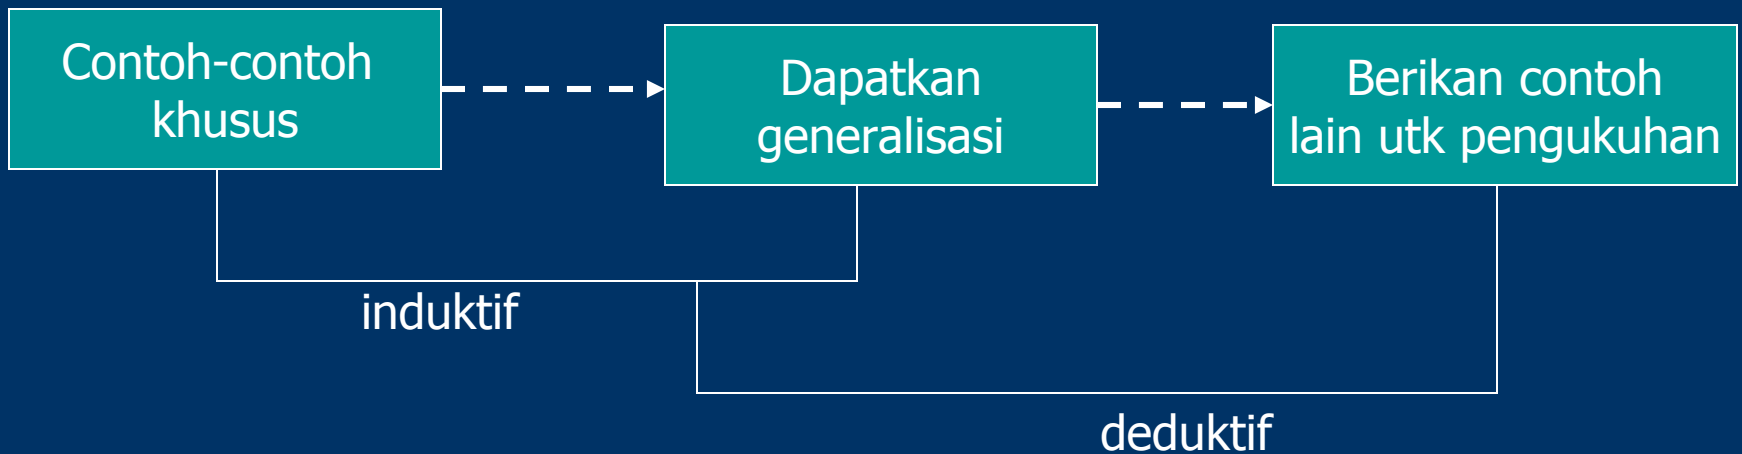 Contoh-contoh
khusus
Dapatkan
generalisasi
Berikan contoh
lain utk pengukuhan
induktif
deduktif